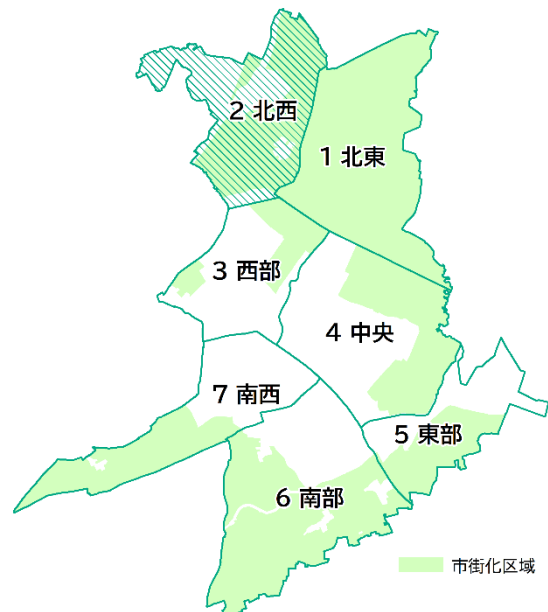 2 北西
1 北東
3 西部
4 中央
7 南西
5 東部
6 南部
市街化区域